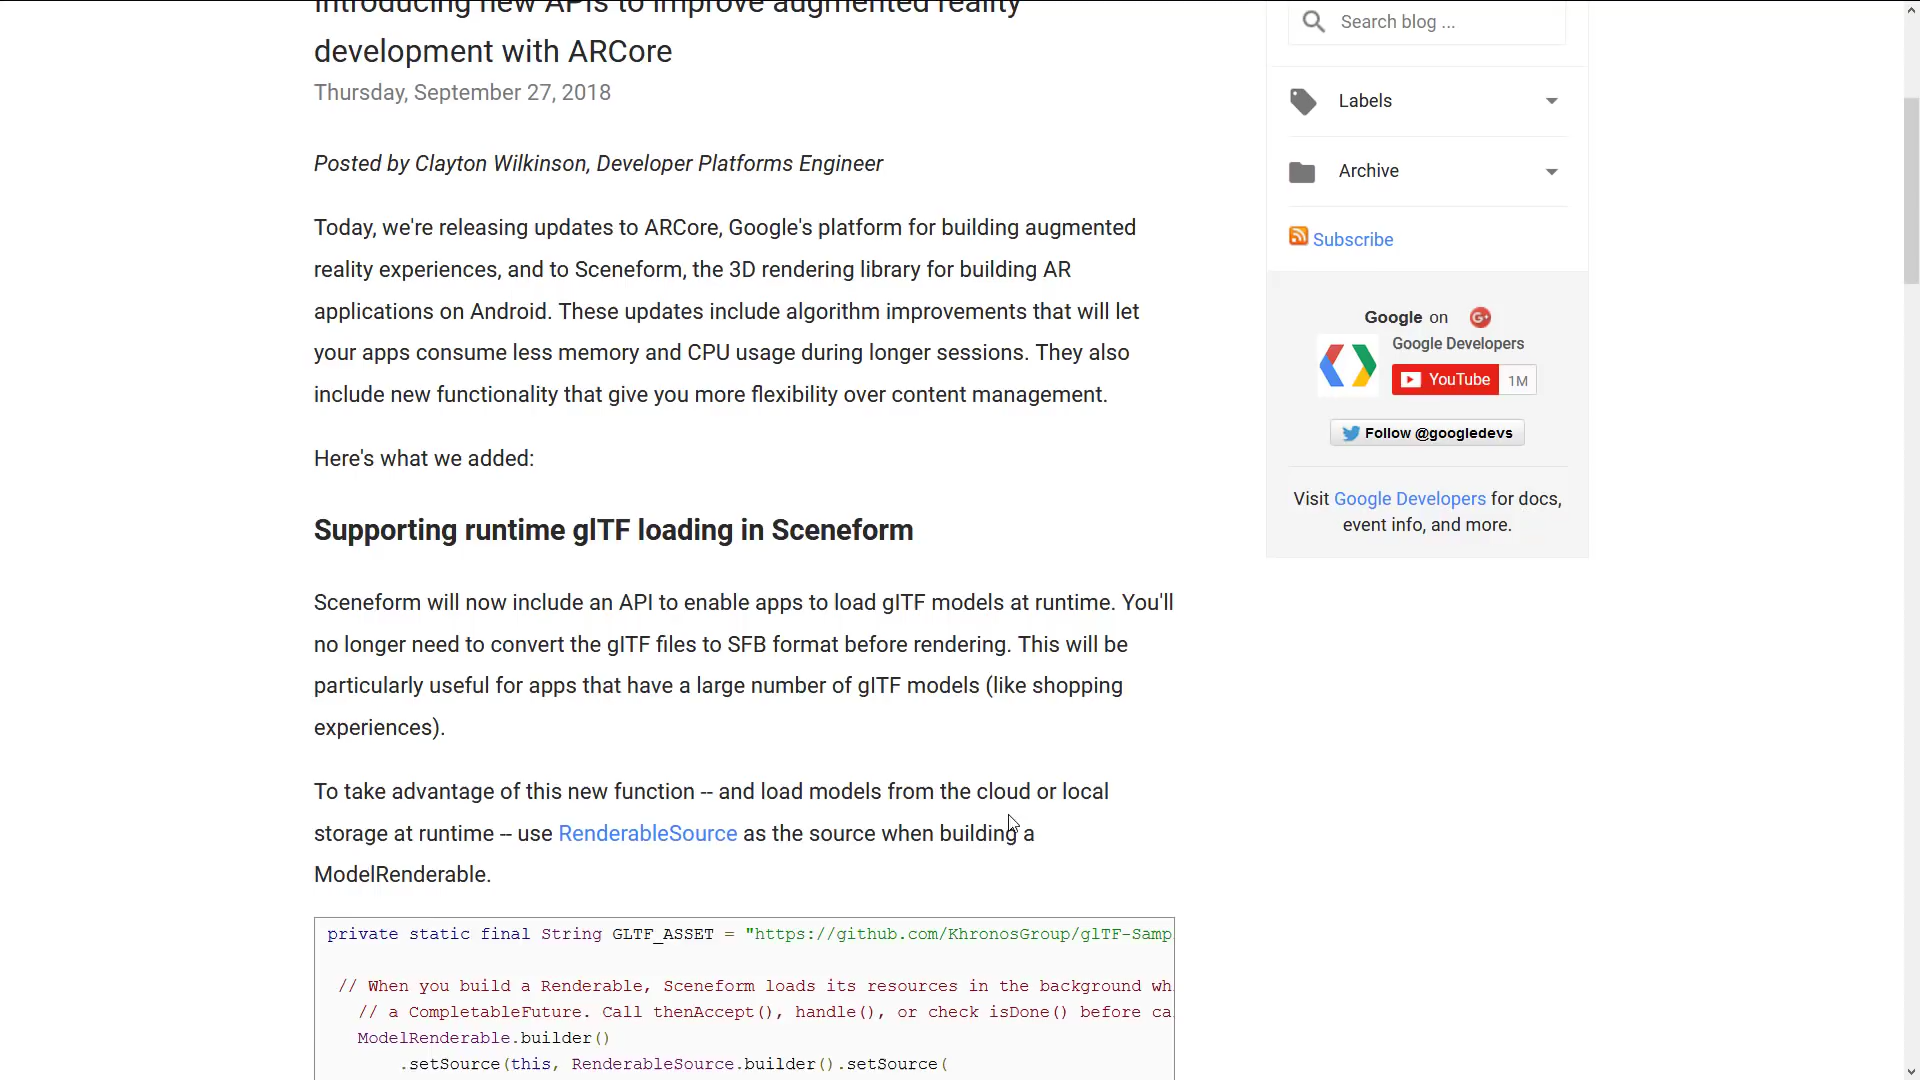 Introducing new APIs to improve augmented reality
development with ARCore
Thursday, September 27, 2018
Posted by Clayton Wilkinson, Developer Platforms Engineer
Today, we're releasing updates to ARCore, Google's platform for building augmented
reality experiences, and to Sceneform, the 3D rendering library for building AR
applications on Android. These updates include algorithm improvements that will let
your apps consume less memory and CPU usage during longer sessions. They also
include new functionality that give you more flexibility over content management.
Here's what we added:
Supporting runtime glTF loading in Sceneform
Sceneform will now include an API to enable apps to load glTF models at runtime. You'll
no longer need to convert the glTF files to SFB format before rendering. This will be
particularly useful for apps that have a large number of glTF models (like shopping
experiences).
To take advantage of this new function -- and load models from the cloud or local
storage at runtime -- use RenderableSource as the source when building a
ModelRenderable.
private static final String GLTF_ASSET = "https://github.com/KhronosGroup/glTF-Samp
// When you build a Renderable, Sceneform loads its resources in the background wh
// a CompletableFuture. Call thenAccept(), handle(), or check isDone() before ca
ModelRenderable.builder()
.setSource(this, RenderableSource.builder().setSource(
Search blog ...
Labels
Archive
Subscribe
Google on G+
Google Developers
YouTube 1M
Follow @googledevs
Visit Google Developers for docs,
event info, and more.